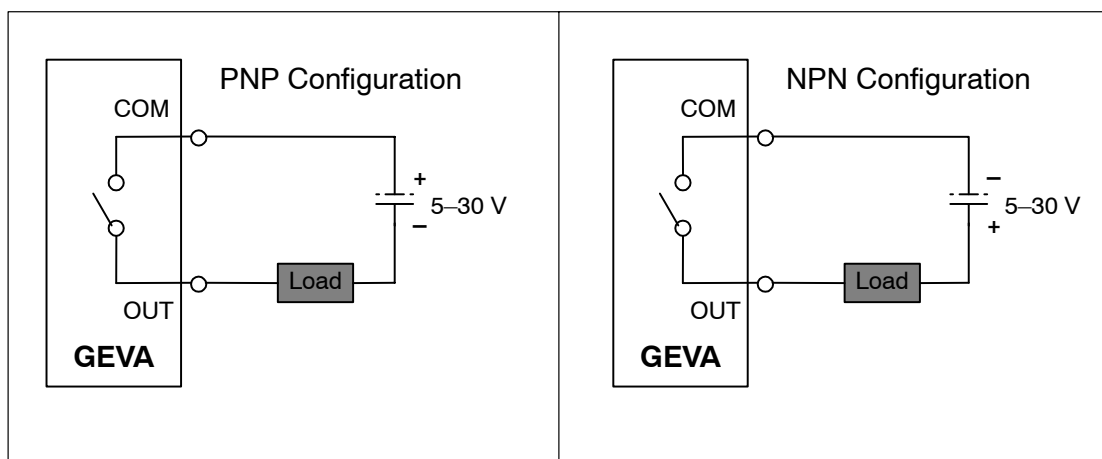 PNP Configuration
COM
+
5–30 V
–
Load
OUT
GEVA
NPN Configuration
COM
–
5–30 V
+
Load
OUT
GEVA